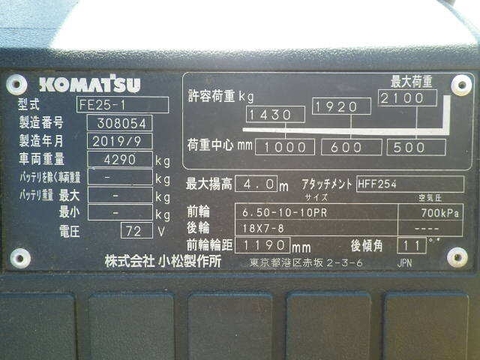 KOMATSU
型式 FE25-1
製造番号 308054
製造年月 2019/9
車両重量 4290 kg
バッテリを除く車両重量 - kg
バッテリ重量 最大 - kg
最小 - kg
電圧 72 V
株式会社 小松製作所
最大荷重
許容荷重 kg 1430 1920 2100
荷重中心 mm 1000 600 500
最大揚高 4.0 m アタッチメント HFF254
サイズ 空気圧
前輪 6.50-10-10PR 700kPa
後輪 18X7-8 ----
前輪輪距 1190 mm 後傾角 11°
東京都港区赤坂2-3-6 JPN